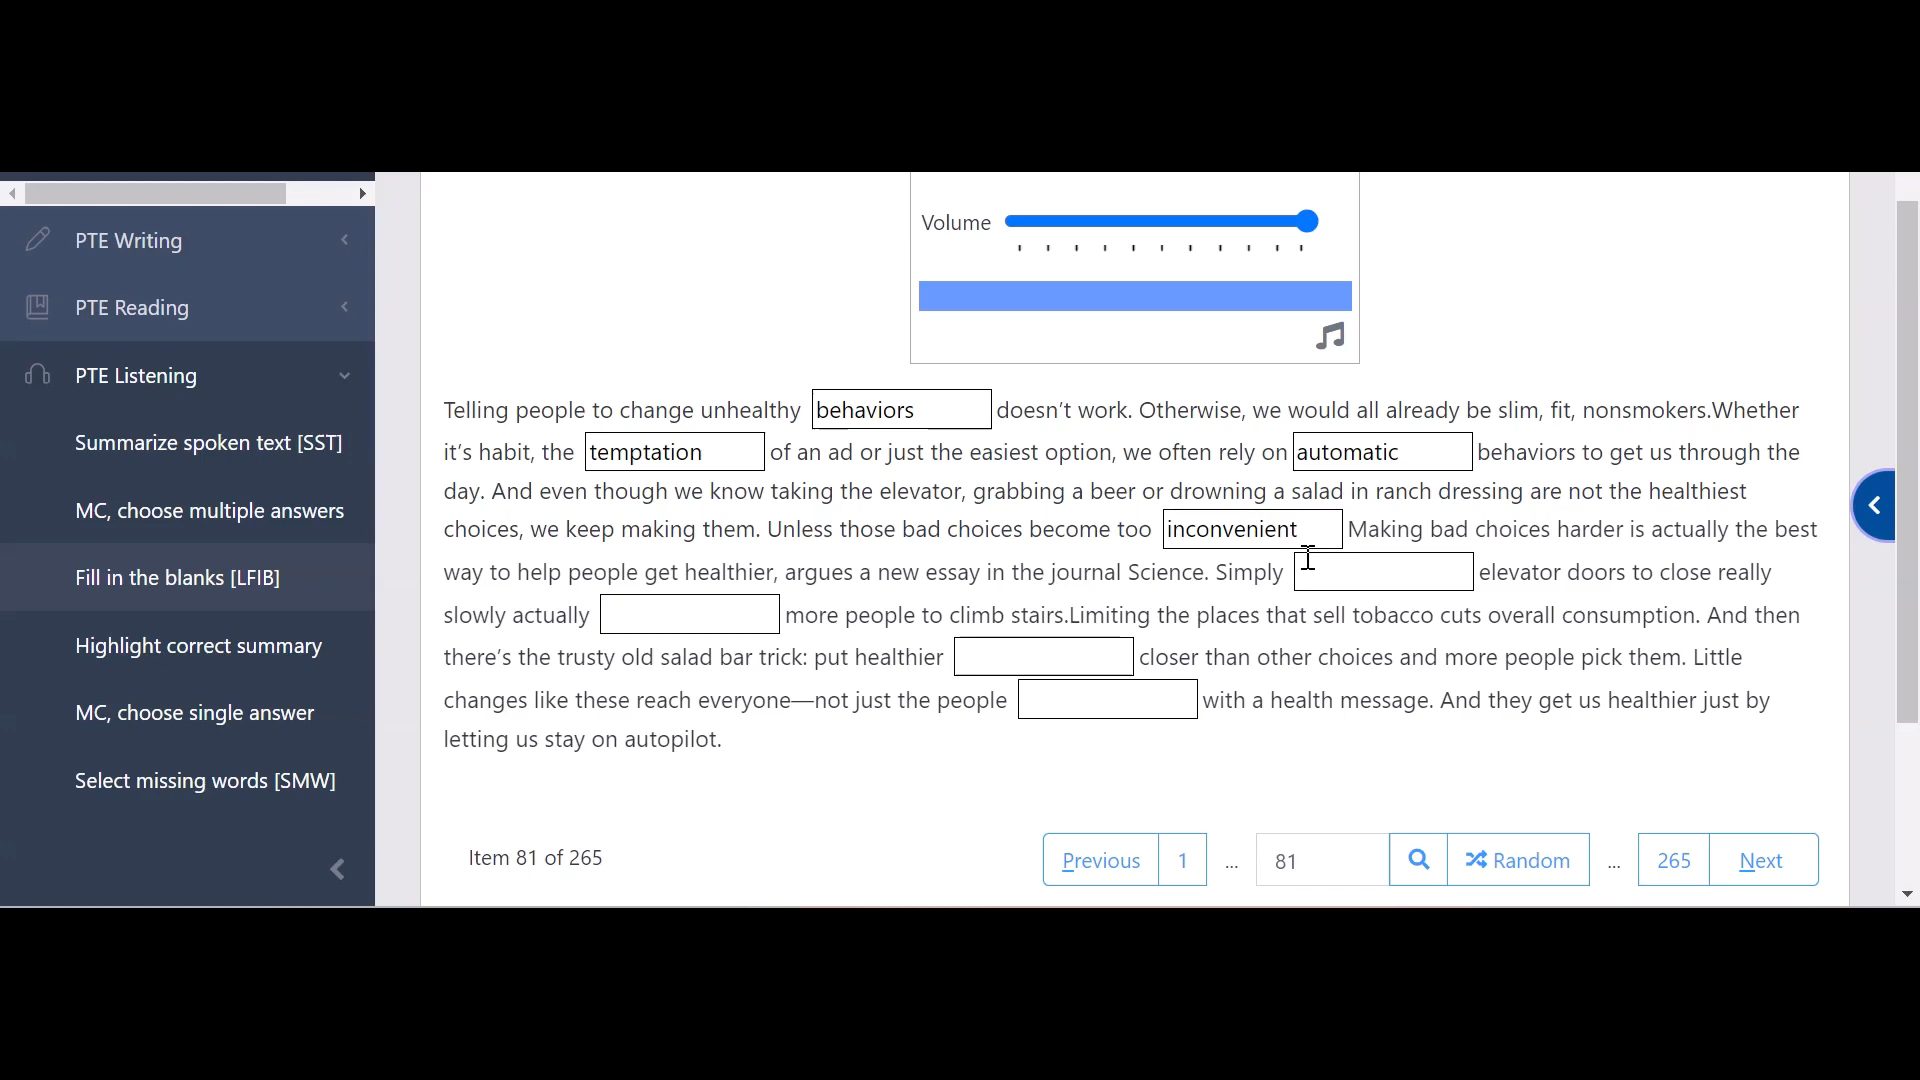 PTE Writing
PTE Reading
PTE Listening
Summarize spoken text [SST]
MC, choose multiple answers
Fill in the blanks [LFIB]
Highlight correct summary
MC, choose single answer
Select missing words [SMW]
Volume
Telling people to change unhealthy behaviors doesn't work. Otherwise, we would all already be slim, fit, nonsmokers.Whether
it's habit, the temptation of an ad or just the easiest option, we often rely on automatic behaviors to get us through the
day. And even though we know taking the elevator, grabbing a beer or drowning a salad in ranch dressing are not the healthiest
choices, we keep making them. Unless those bad choices become too inconvenient Making bad choices harder is actually the best
way to help people get healthier, argues a new essay in the journal Science. Simply elevator doors to close really
slowly actually more people to climb stairs.Limiting the places that sell tobacco cuts overall consumption. And then
there's the trusty old salad bar trick: put healthier closer than other choices and more people pick them. Little
changes like these reach everyone—not just the people with a health message. And they get us healthier just by
letting us stay on autopilot.
Item 81 of 265
Previous 1 ... 81 Random ... 265 Next